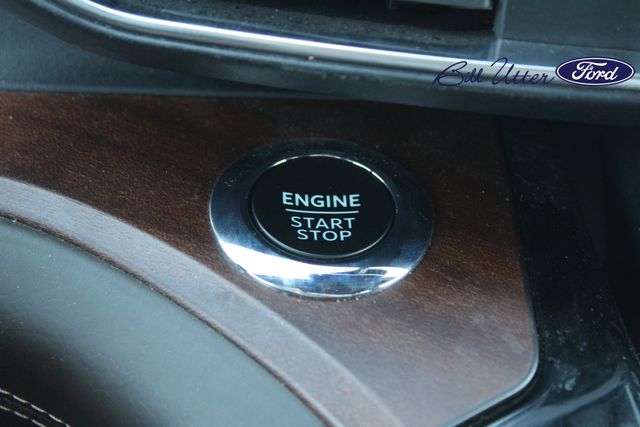 Bill Utter Ford
ENGINE
START
STOP